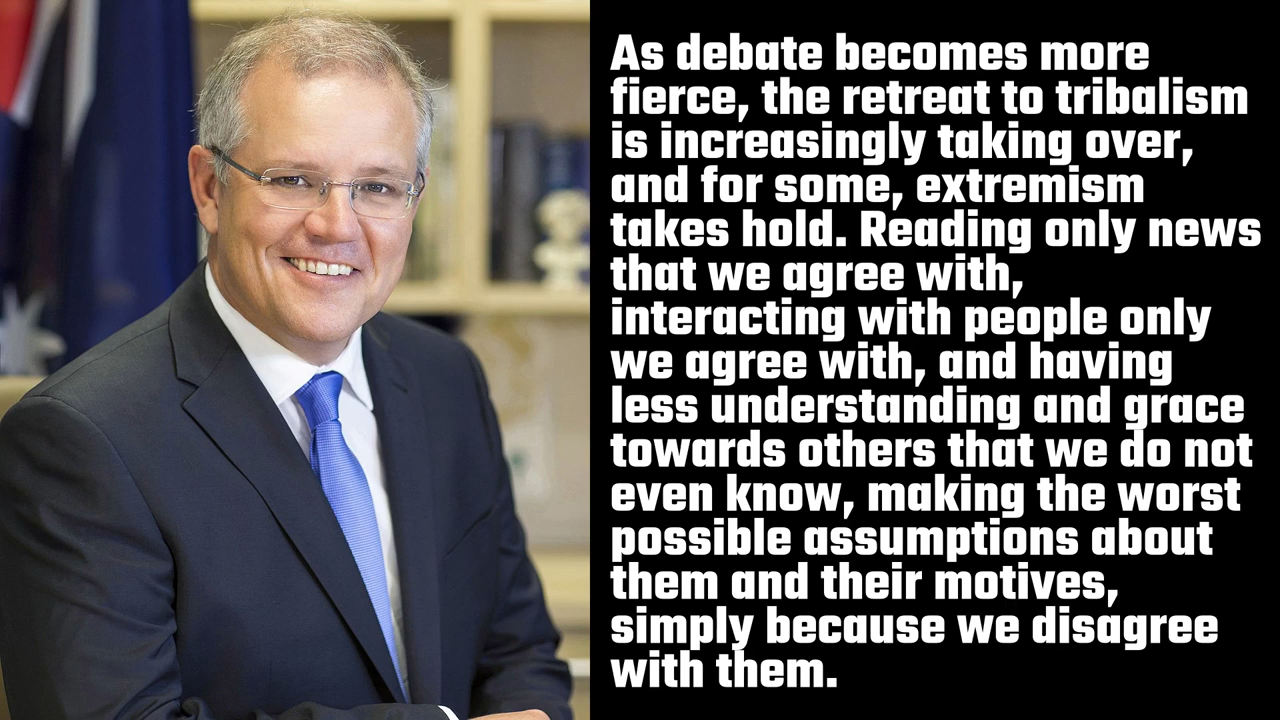 As debate becomes more
fierce, the retreat to tribalism
is increasingly taking over,
and for some, extremism
takes hold. Reading only news
that we agree with,
interacting with people only
we agree with, and having
less understanding and grace
towards others that we do not
even know, making the worst
possible assumptions about
them and their motives,
simply because we disagree
with them.